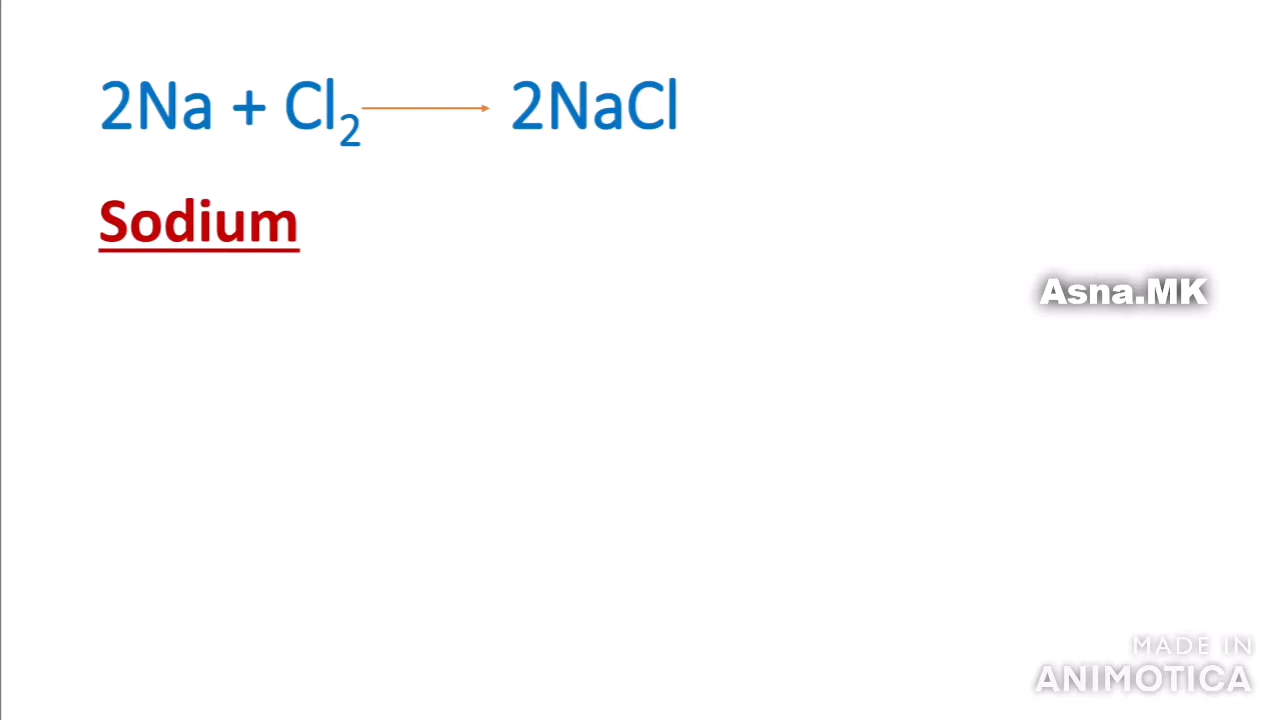 2Na + Cl₂ ⟶ 2NaCl
Sodium
Asna.MK
MADE IN
ANIMOTICA